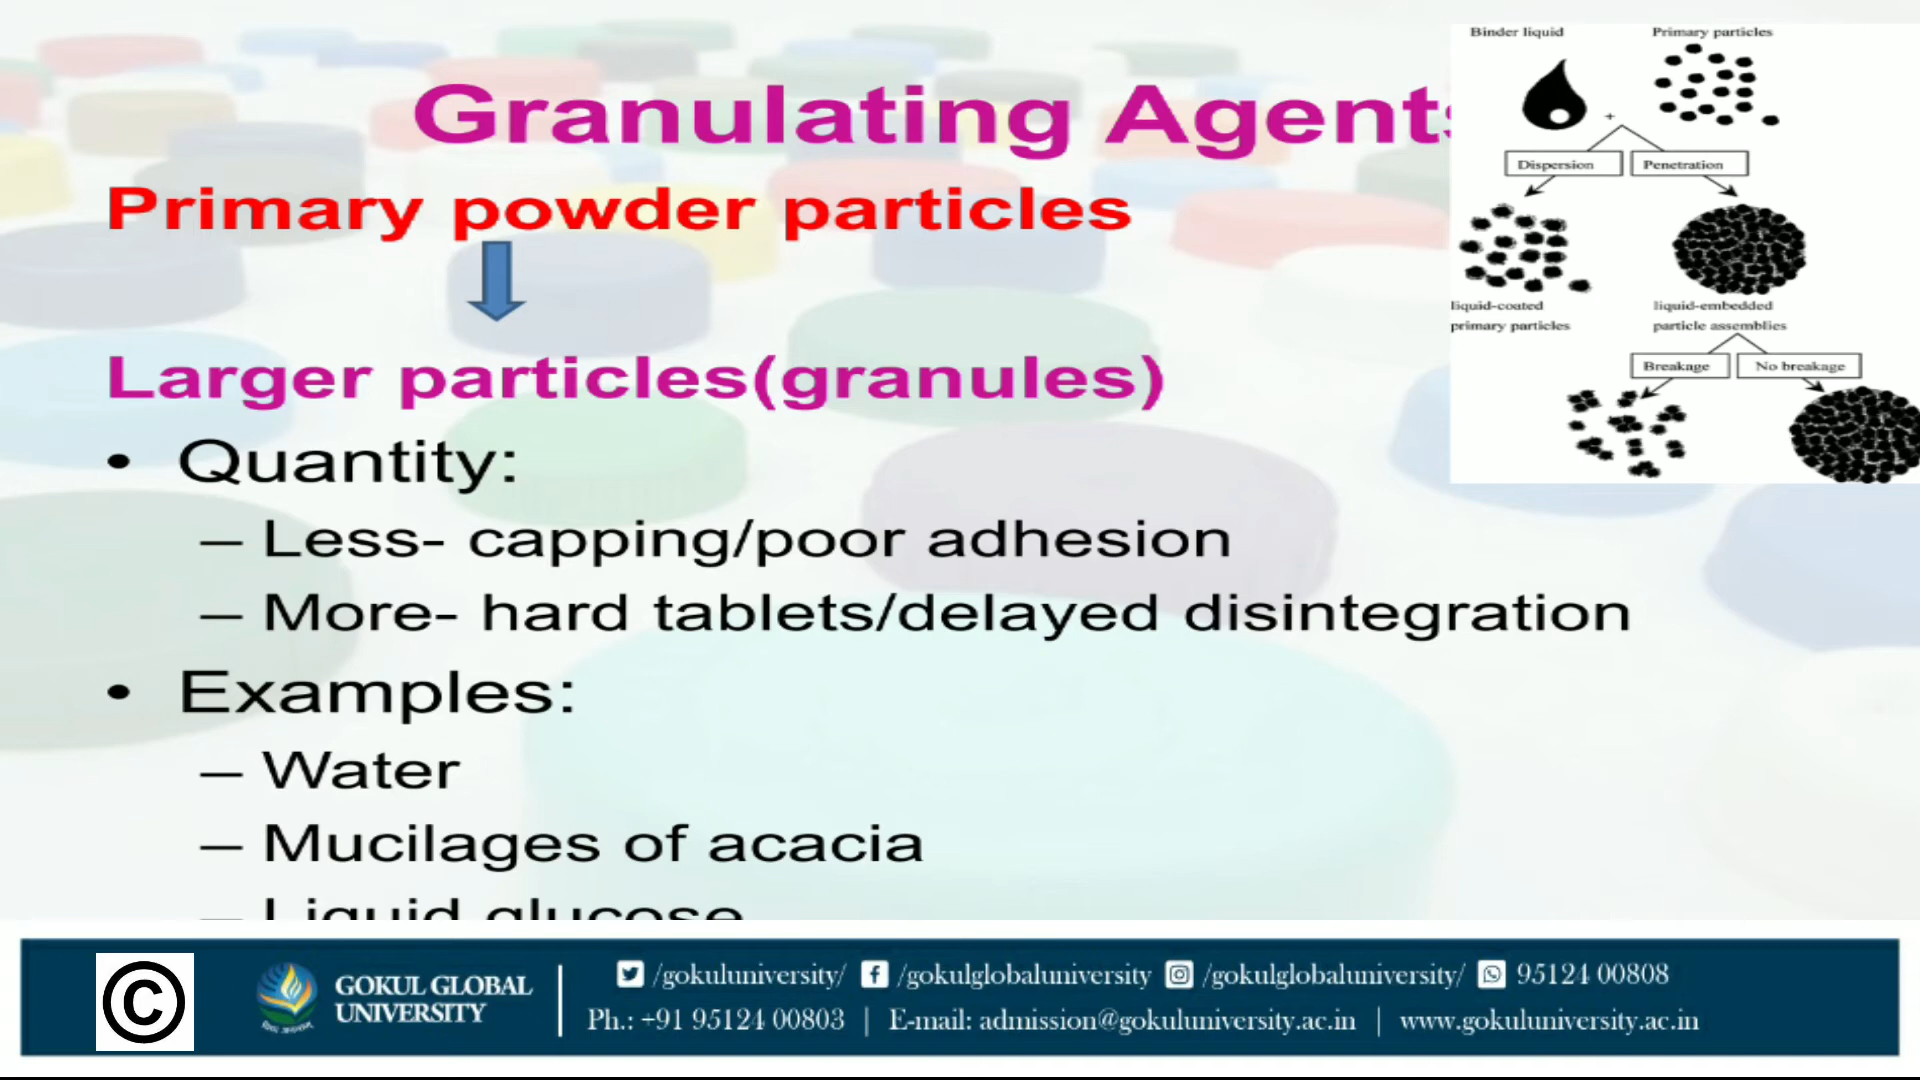 Granulating Agents
Primary powder particles
Larger particles(granules)
• Quantity:
– Less- capping/poor adhesion
– More- hard tablets/delayed disintegration
• Examples:
– Water
– Mucilages of acacia
– Liquid glucose
Binder liquid
Primary particles
+
Dispersion
Penetration
liquid-coated
primary particles
liquid-embedded
particle assemblies
Breakage
No breakage
©
GOKUL GLOBAL
UNIVERSITY
/gokuluniversity/ /gokulglobaluniversity /gokulglobaluniversity/ 95124 00808
Ph.: +91 95124 00803 | E-mail: admission@gokuluniversity.ac.in | www.gokuluniversity.ac.in